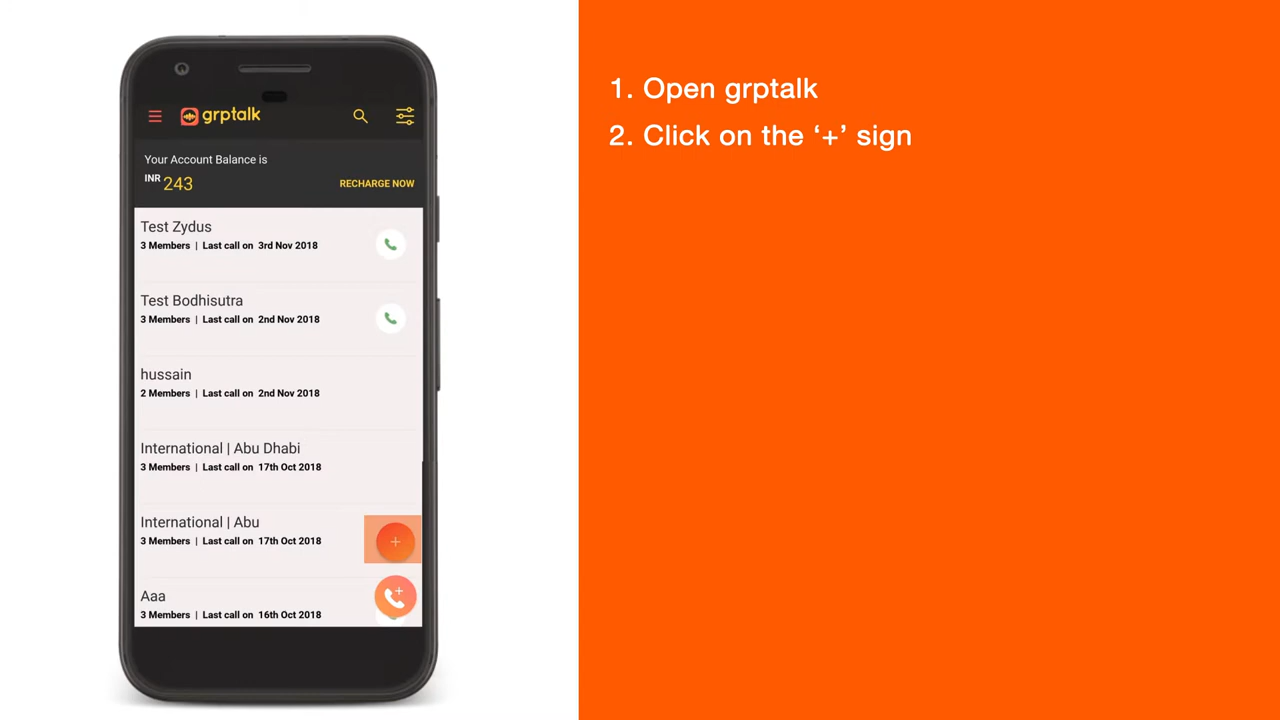 grptalk
Your Account Balance is
INR 243
RECHARGE NOW
Test Zydus
3 Members | Last call on 3rd Nov 2018
Test Bodhisutra
3 Members | Last call on 2nd Nov 2018
hussain
2 Members | Last call on 2nd Nov 2018
International | Abu Dhabi
3 Members | Last call on 17th Oct 2018
International | Abu
3 Members | Last call on 17th Oct 2018
Aaa
3 Members | Last call on 16th Oct 2018
1. Open grptalk
2. Click on the ‘+’ sign